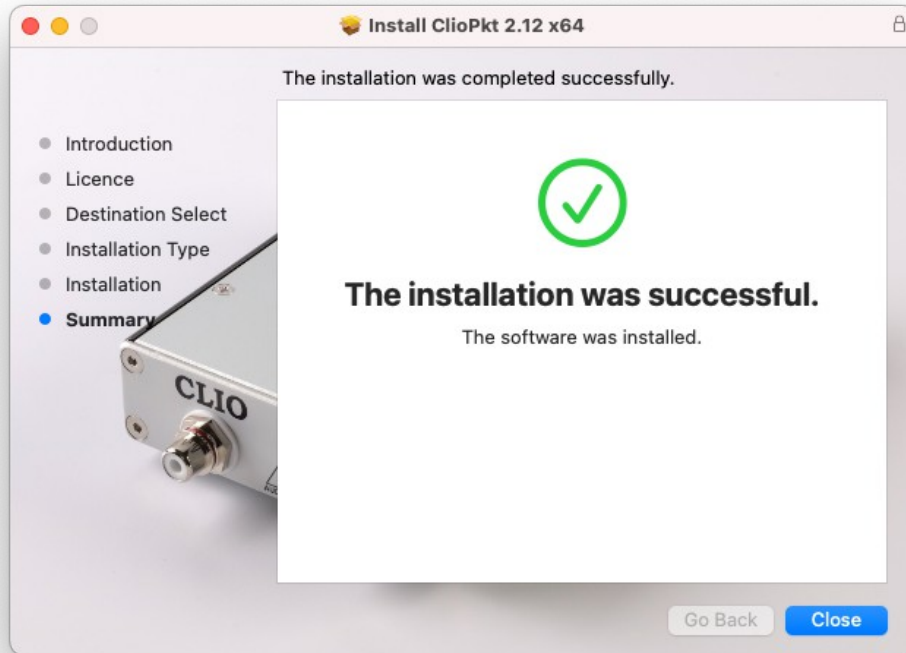 Install ClioPkt 2.12 x64
The installation was completed successfully.
Introduction
Licence
Destination Select
Installation Type
Installation
Summary
CLIO
The installation was successful.
The software was installed.
Go Back
Close